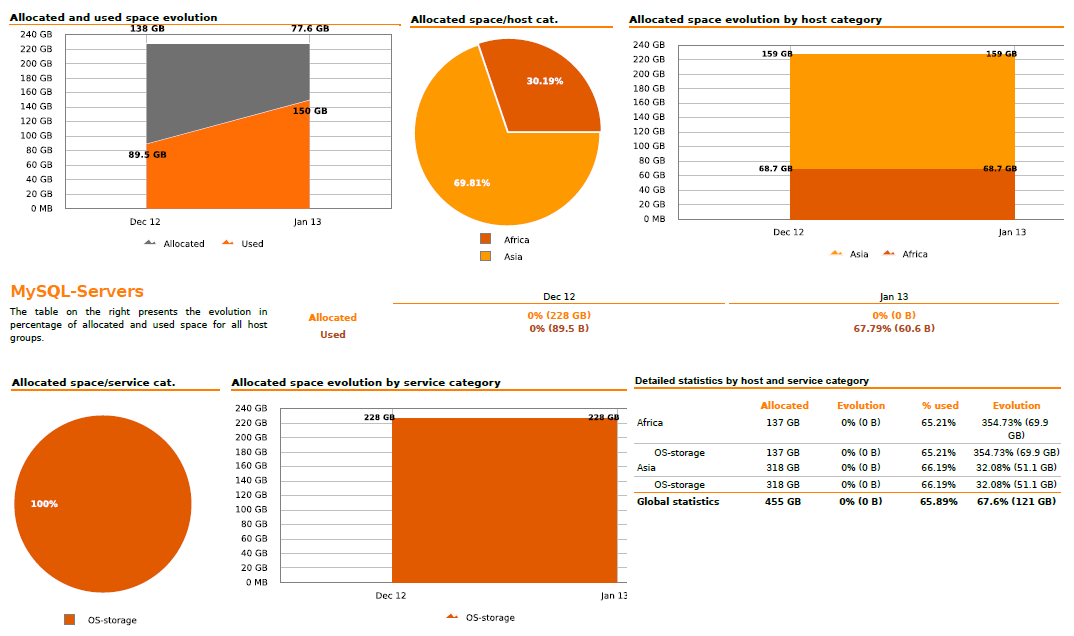 Allocated and used space evolution
138 GB
77.6 GB
240 GB
220 GB
200 GB
180 GB
160 GB
140 GB
120 GB
100 GB
80 GB
60 GB
40 GB
20 GB
0 MB
150 GB
89.5 GB
Dec 12
Jan 13
Allocated
Used
Allocated space/host cat.
30.19%
69.81%
Africa
Asia
Allocated space evolution by host category
240 GB
220 GB
200 GB
180 GB
160 GB
140 GB
120 GB
100 GB
80 GB
60 GB
40 GB
20 GB
0 MB
159 GB
159 GB
68.7 GB
68.7 GB
Dec 12
Jan 13
Asia
Africa
MySQL-Servers
The table on the right presents the evolution in
percentage of allocated and used space for all host
groups.
Dec 12 Jan 13
Allocated 0% (228 GB) 0% (0 B)
Used 0% (89.5 B) 67.79% (60.6 B)
Allocated space/service cat.
100%
OS-storage
Allocated space evolution by service category
240 GB
220 GB
200 GB
180 GB
160 GB
140 GB
120 GB
100 GB
80 GB
60 GB
40 GB
20 GB
0 MB
228 GB
228 GB
Dec 12
Jan 13
OS-storage
Detailed statistics by host and service category
Allocated Evolution % used Evolution
Africa 137 GB 0% (0 B) 65.21% 354.73% (69.9
GB)
OS-storage 137 GB 0% (0 B) 65.21% 354.73% (69.9 GB)
Asia 318 GB 0% (0 B) 66.19% 32.08% (51.1 GB)
OS-storage 318 GB 0% (0 B) 66.19% 32.08% (51.1 GB)
Global statistics 455 GB 0% (0 B) 65.89% 67.6% (121 GB)